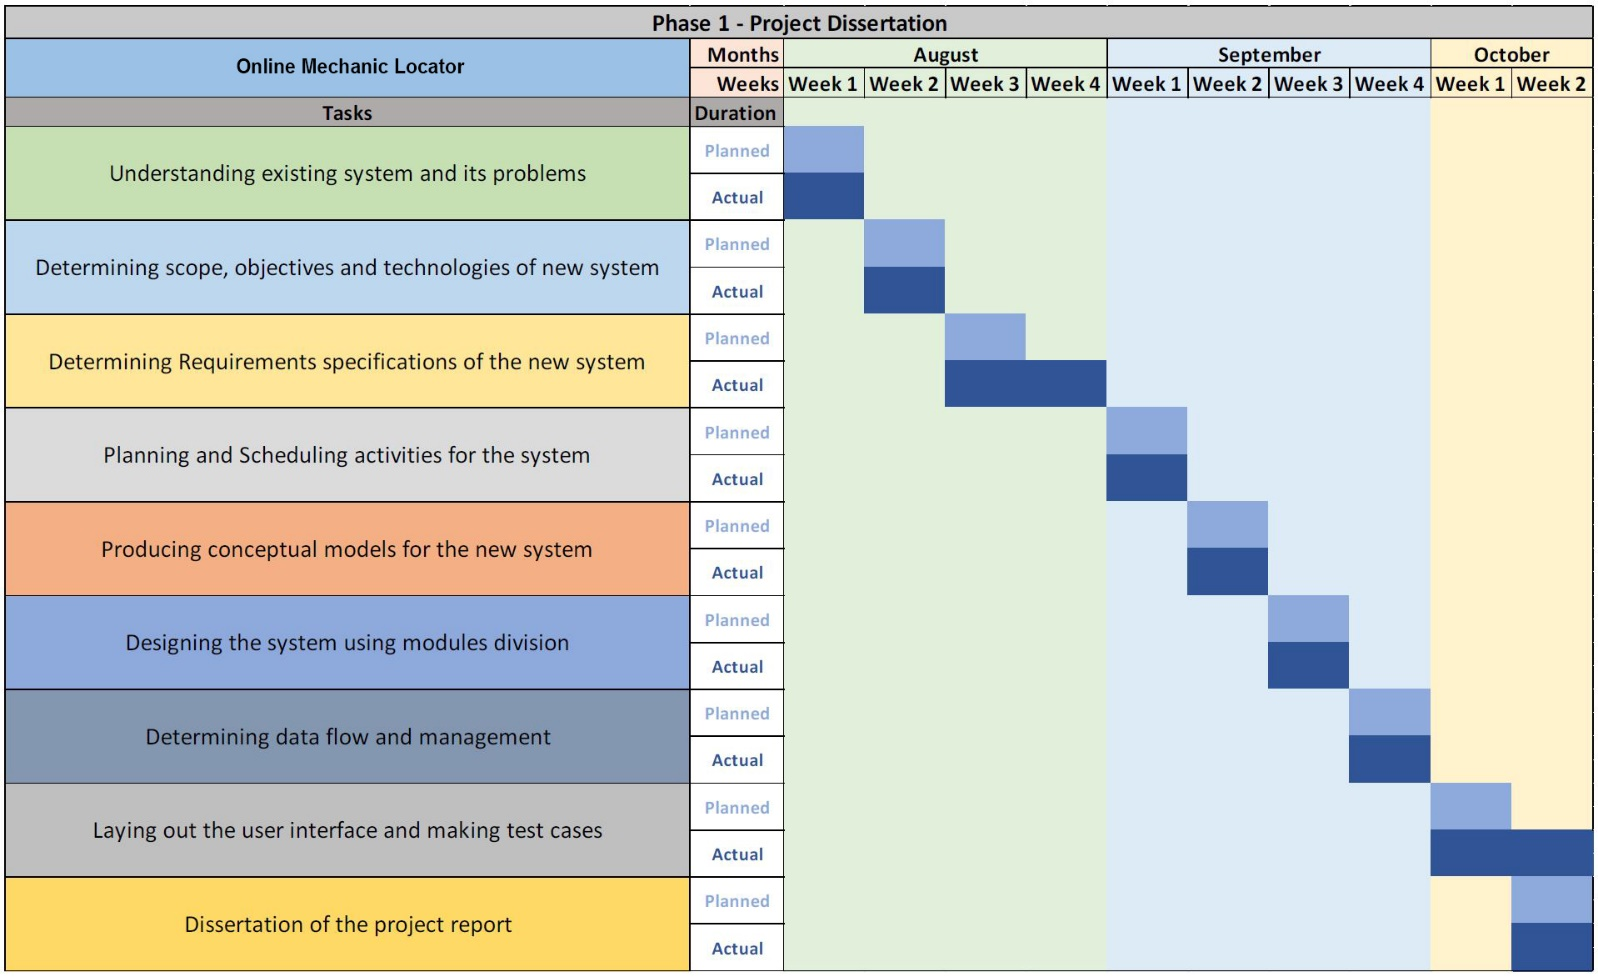 Phase 1 - Project Dissertation
Online Mechanic Locator
Months August September October
Weeks Week 1 Week 2 Week 3 Week 4 Week 1 Week 2 Week 3 Week 4 Week 1 Week 2
Tasks Duration
Understanding existing system and its problems
Planned
Actual
Determining scope, objectives and technologies of new system
Planned
Actual
Determining Requirements specifications of the new system
Planned
Actual
Planning and Scheduling activities for the system
Planned
Actual
Producing conceptual models for the new system
Planned
Actual
Designing the system using modules division
Planned
Actual
Determining data flow and management
Planned
Actual
Laying out the user interface and making test cases
Planned
Actual
Dissertation of the project report
Planned
Actual